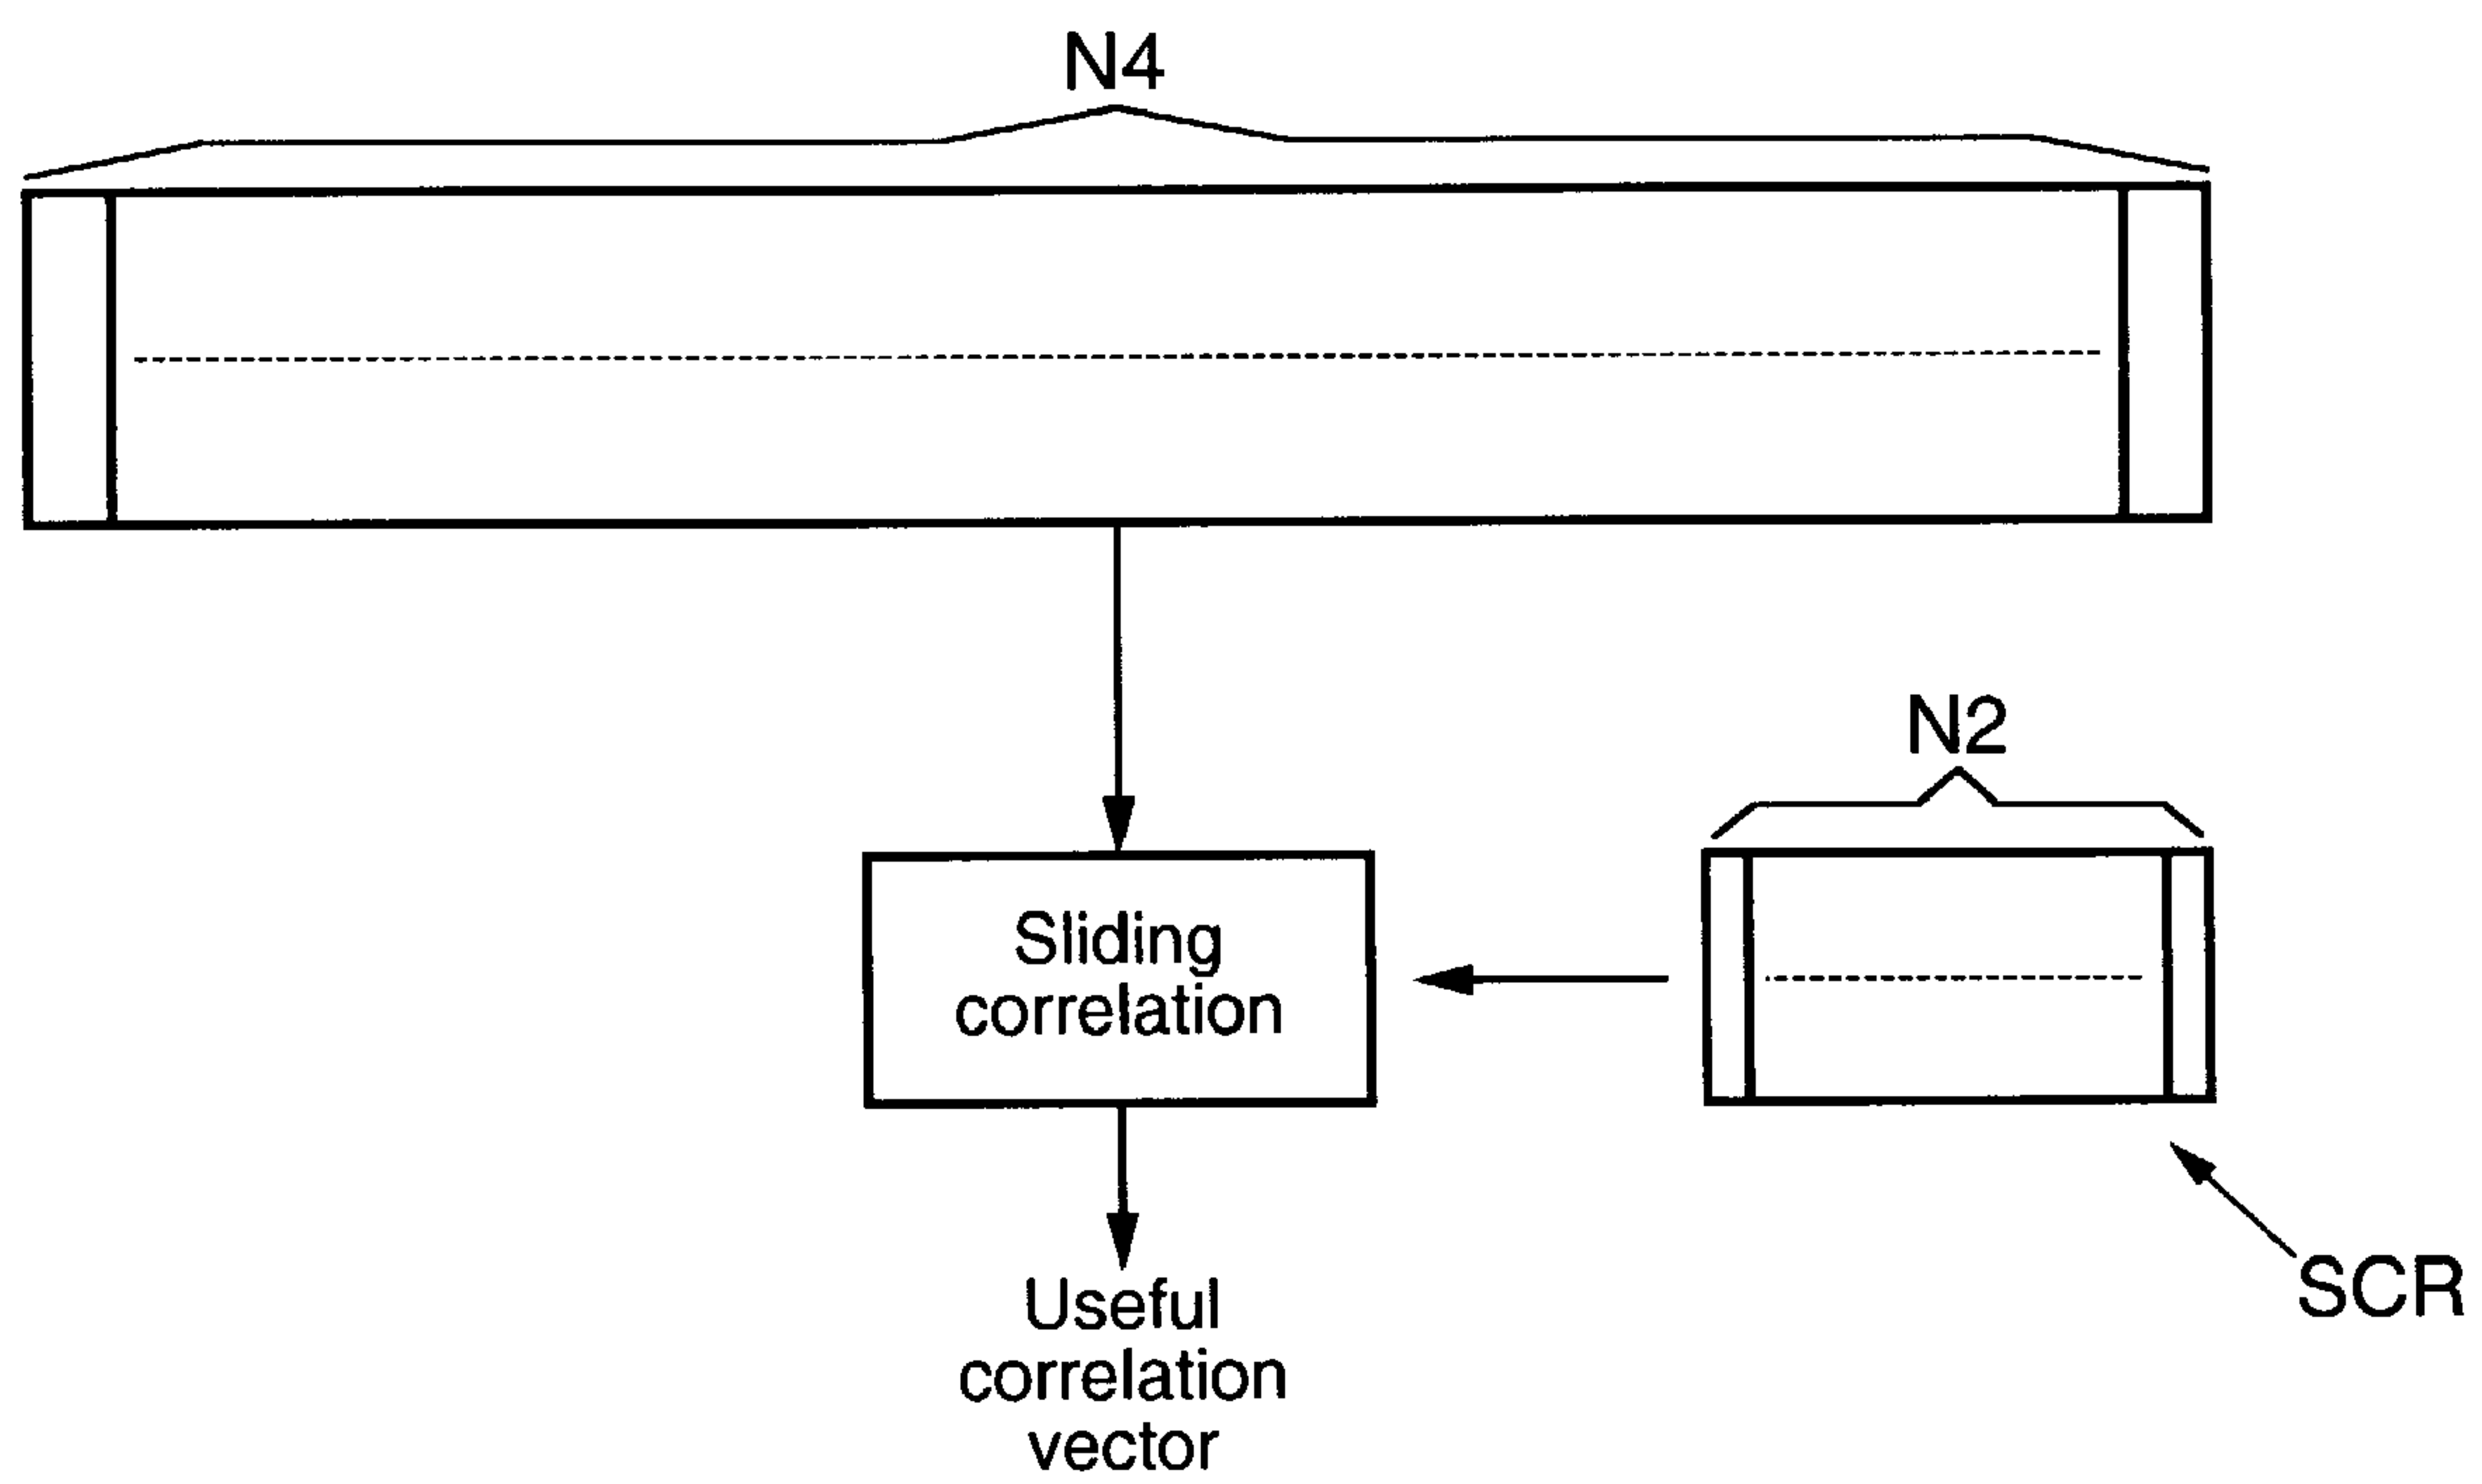 N4
N2
Sliding
correlation
SCR
Useful
correlation
vector